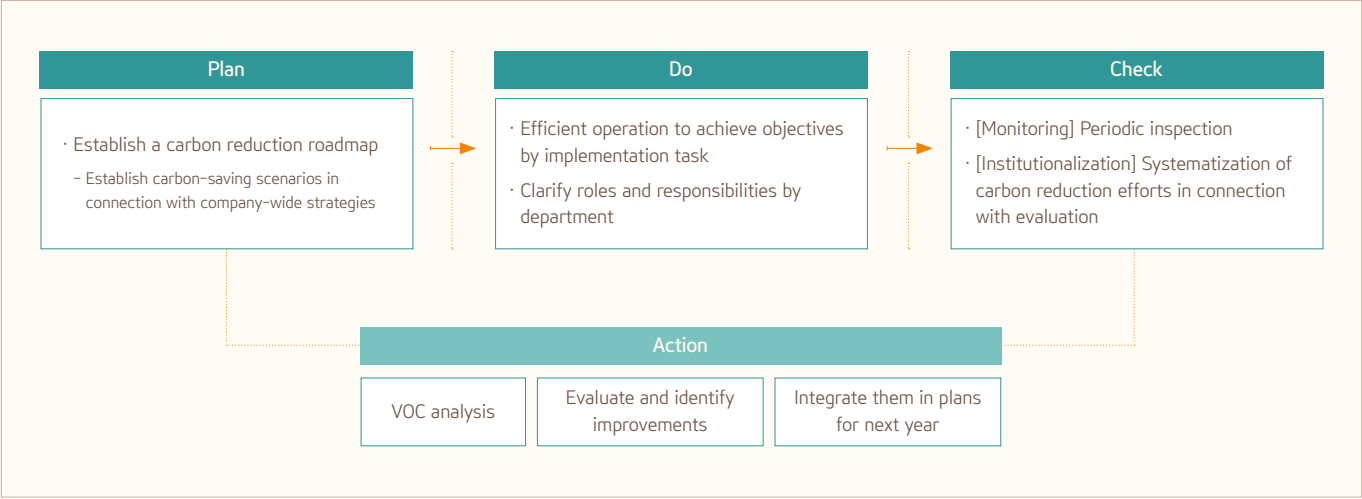 Plan
· Establish a carbon reduction roadmap
- Establish carbon-saving scenarios in
connection with company-wide strategies
Do
· Efficient operation to achieve objectives
by implementation task
· Clarify roles and responsibilities by
department
Check
· [Monitoring] Periodic inspection
· [Institutionalization] Systematization of
carbon reduction efforts in connection
with evaluation
Action
VOC analysis
Evaluate and identify
improvements
Integrate them in plans
for next year